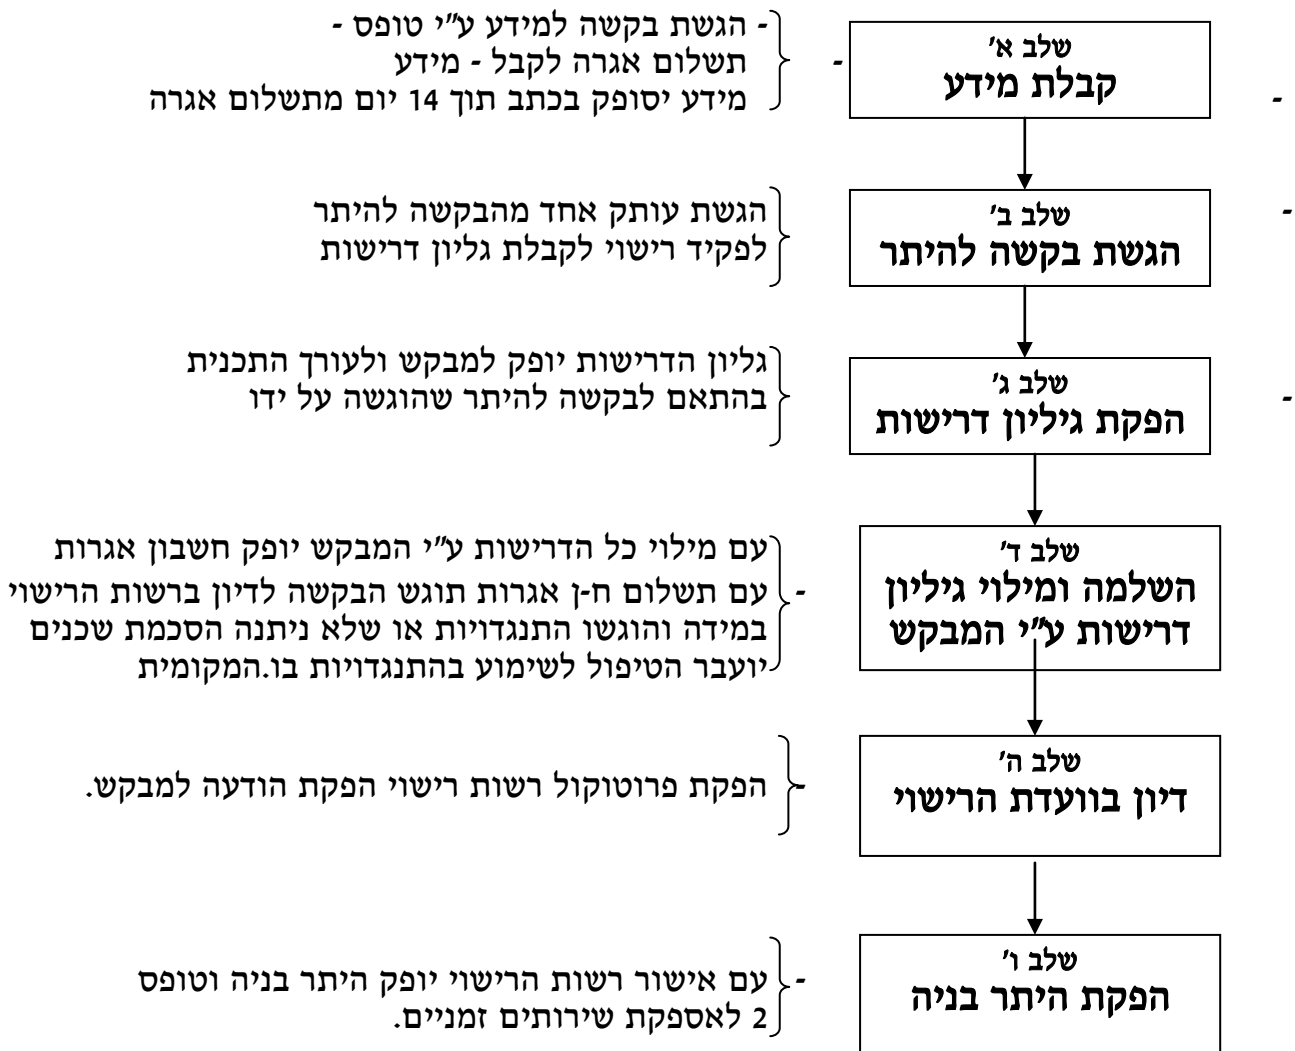 שלב א'
קבלת מידע
- הגשת בקשה למידע ע"י טופס -
תשלום אגרה לקבל - מידע
מידע יסופק בכתב תוך 14 יום מתשלום אגרה
שלב ב'
הגשת בקשה להיתר
הגשת עותק אחד מהבקשה להיתר
לפקיד רישוי לקבלת גליון דרישות
שלב ג'
הפקת גיליון דרישות
גליון הדרישות יופק למבקש ולעורך התכנית
בהתאם לבקשה להיתר שהוגשה על ידו
שלב ד'
השלמה ומילוי גיליון
דרישות ע"י המבקש
עם מילוי כל הדרישות ע"י המבקש יופק חשבון אגרות
- עם תשלום ח-ן אגרות תוגש הבקשה לדיון ברשות הרישוי
במידה והוגשו התנגדויות או שלא ניתנה הסכמת שכנים
יועבר הטיפול לשימוע בהתנגדויות בו.המקומית
שלב ה'
דיון בוועדת הרישוי
- הפקת פרוטוקול רשות רישוי הפקת הודעה למבקש.
שלב ו'
הפקת היתר בניה
- עם אישור רשות הרישוי יופק היתר בניה וטופס
2 לאספקת שירותים זמניים.